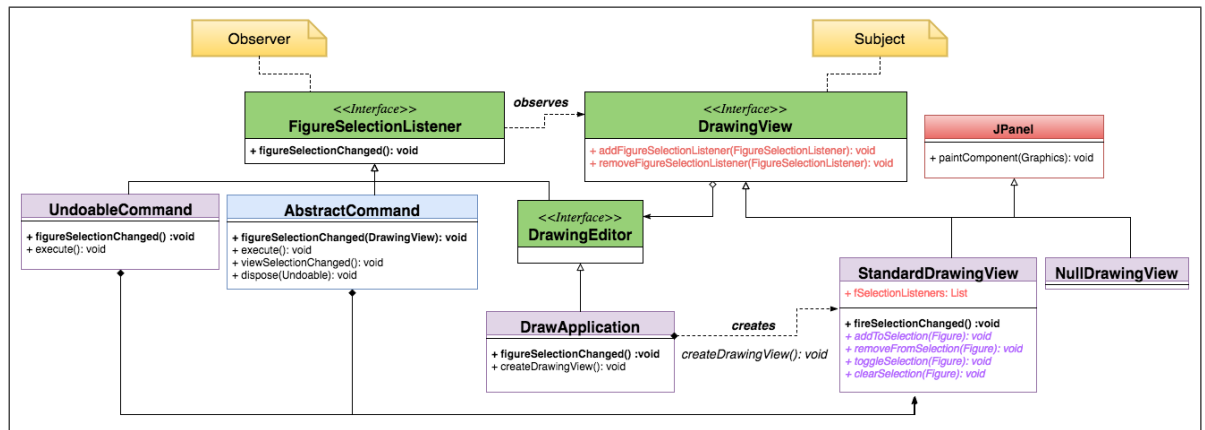 Observer
Subject
<<Interface>>
FigureSelectionListener
+ figureSelectionChanged(): void
observes
<<Interface>>
DrawingView
+ addFigureSelectionListener(FigureSelectionListener): void
+ removeFigureSelectionListener(FigureSelectionListener): void
JPanel
+ paintComponent(Graphics): void
UndoableCommand
+ figureSelectionChanged() :void
+ execute(): void
AbstractCommand
+ figureSelectionChanged(DrawingView): void
+ execute(): void
+ viewSelectionChanged(): void
+ dispose(Undoable): void
<<Interface>>
DrawingEditor
StandardDrawingView
+ fSelectionListeners: List
+ fireSelectionChanged() :void
+ addToSelection(Figure): void
+ removeFromSelection(Figure): void
+ toggleSelection(Figure): void
+ clearSelection(Figure): void
NullDrawingView
DrawApplication
+ figureSelectionChanged() :void
+ createDrawingView(): void
creates
createDrawingView(): void